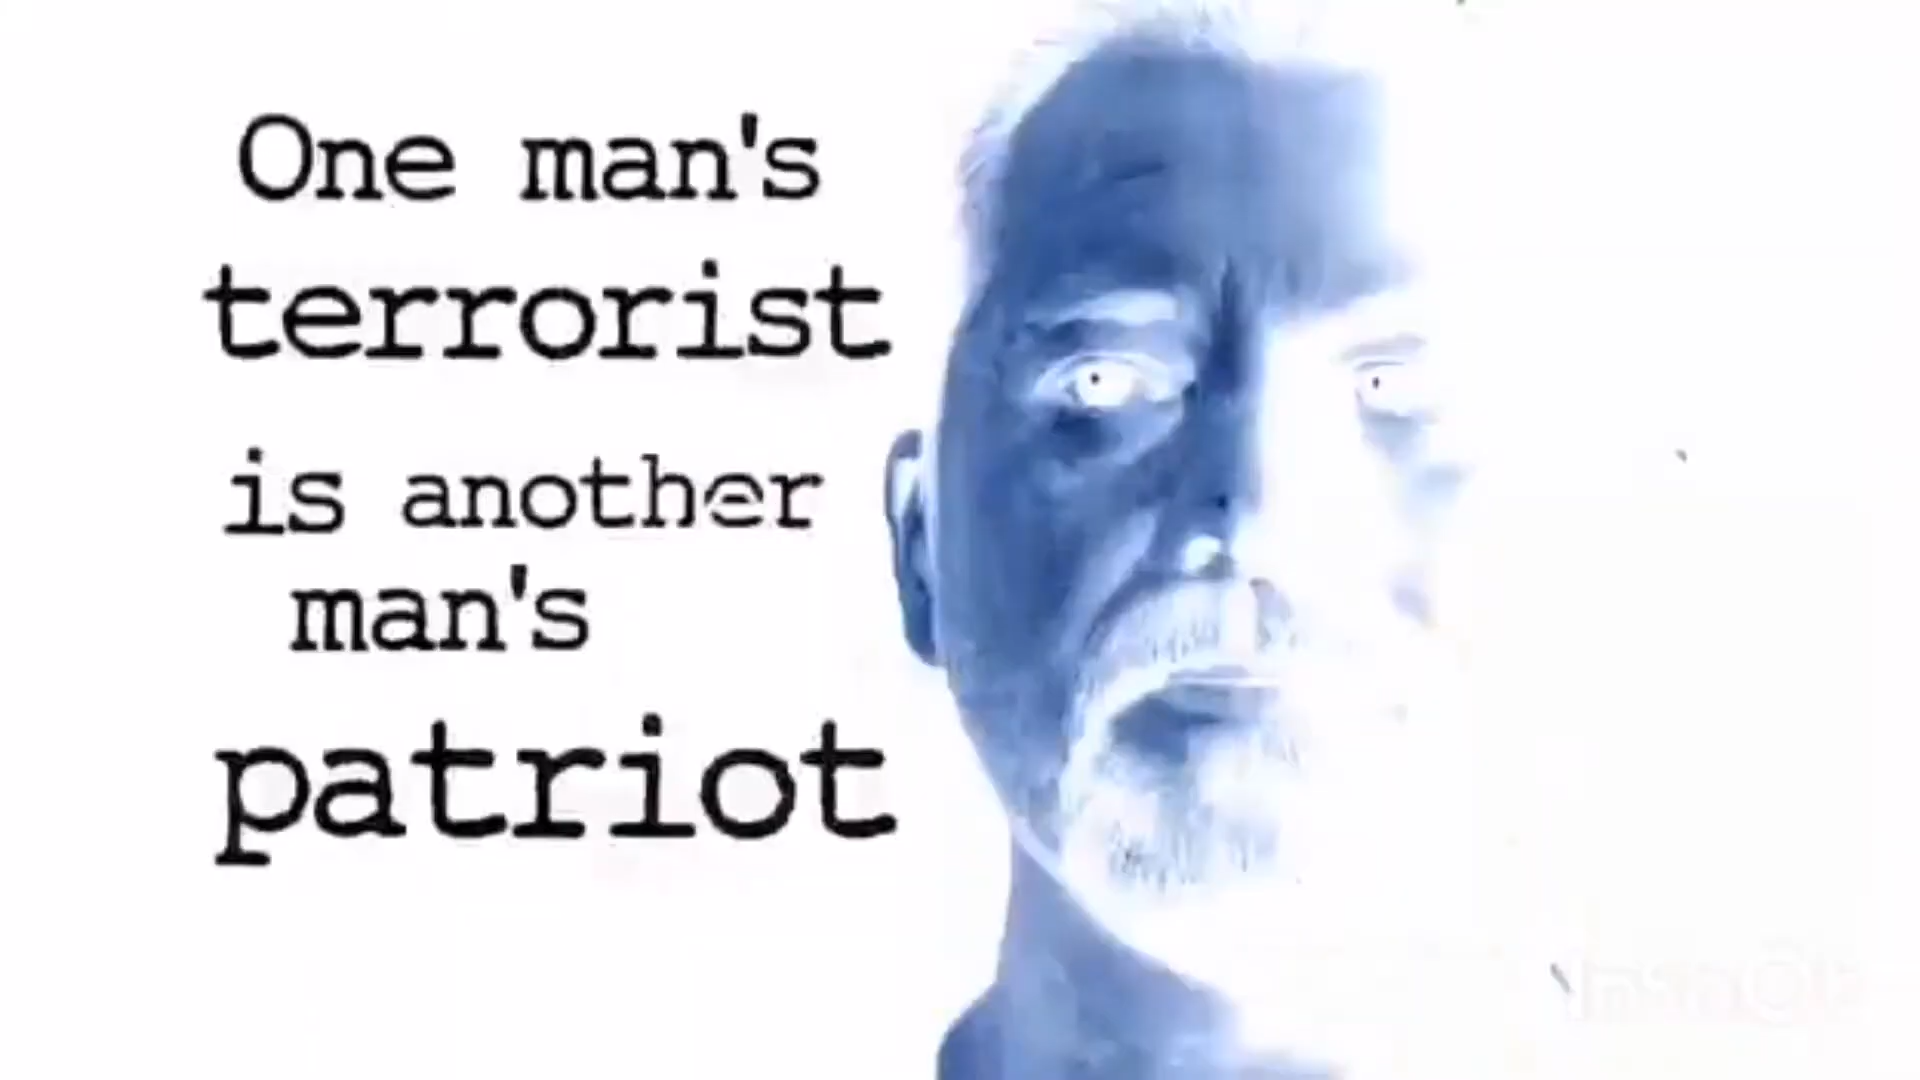 One man's
terrorist
is another
man's
patriot